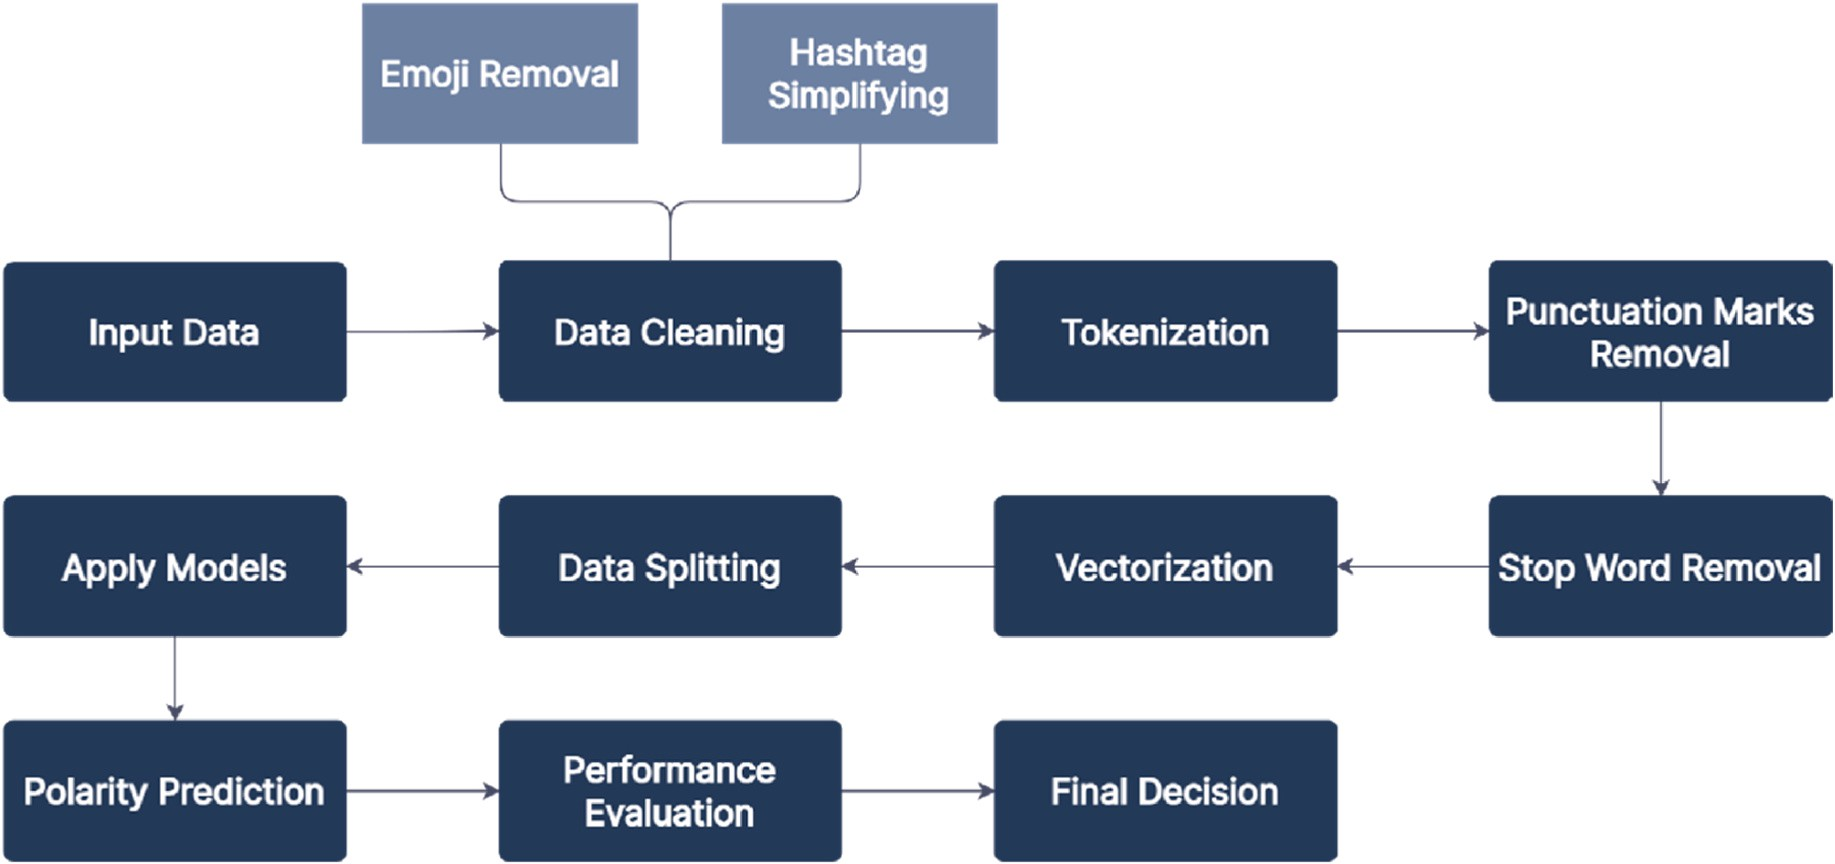 Emoji Removal
Hashtag
Simplifying
Input Data
Data Cleaning
Tokenization
Punctuation Marks
Removal
Stop Word Removal
Vectorization
Data Splitting
Apply Models
Polarity Prediction
Performance
Evaluation
Final Decision